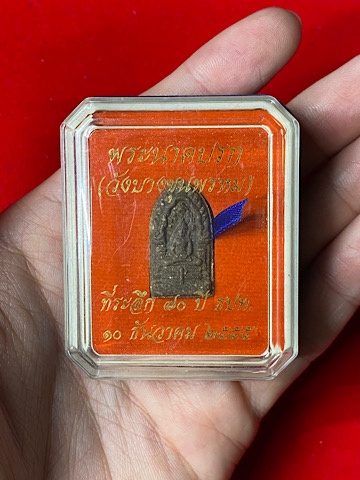 พระนาคปรก
(วังบางขุนพรหม)
ที่ระลึก ๗๐ ปี ธปท.
๑๐ ธันวาคม ๒๕๕๕